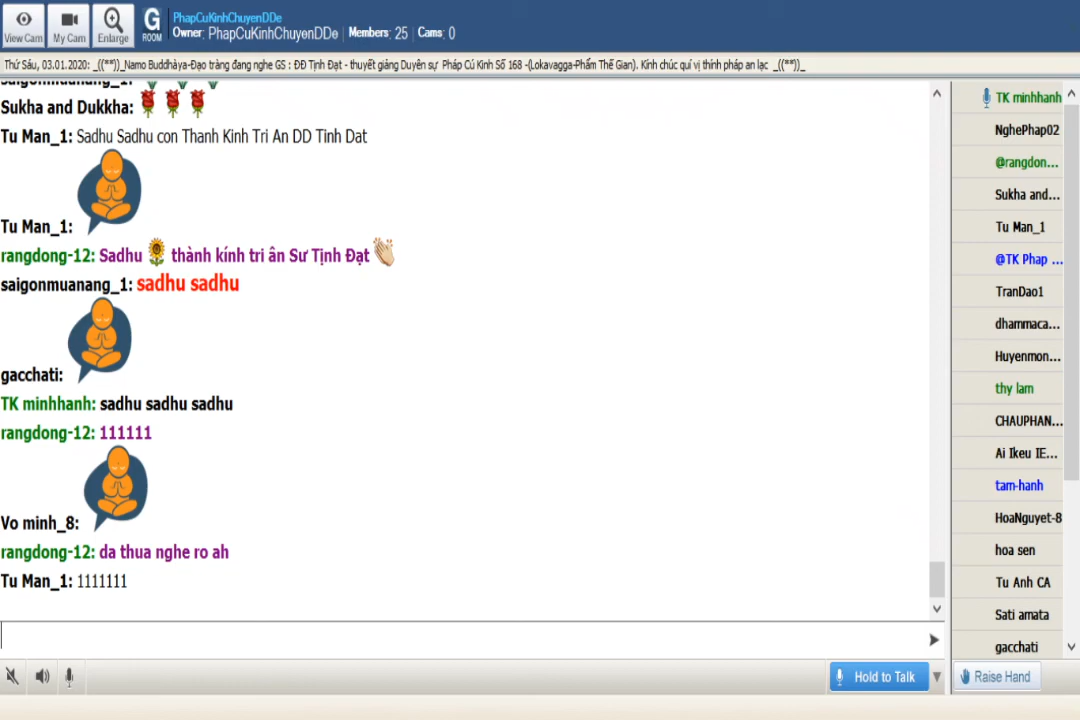 View Cam
My Cam
Enlarge
G
ROOM
PhapCuKinhChuyenDDe
Owner: PhapCuKinhChuyenDDe | Members: 25 | Cams: 0
Thứ Sáu, 03.01.2020: _((**))_Namo Buddhàya-Đạo tràng đang nghe GS : ĐĐ Tịnh Đạt - thuyết giảng Duyên sự Pháp Cú Kinh Số 168 -(Lokavagga-Phẩm Thế Gian). Kính chúc quí vị thính pháp an lạc _((**))_
saigonmuanang_1:
Sukha and Dukkha:
Tu Man_1: Sadhu Sadhu con Thanh Kinh Tri An DD Tinh Dat
Tu Man_1:
rangdong-12: Sadhu thành kính tri ân Sư Tịnh Đạt
saigonmuanang_1: sadhu sadhu
gacchati:
TK minhhanh: sadhu sadhu sadhu
rangdong-12: 111111
Vo minh_8:
rangdong-12: da thua nghe ro ah
Tu Man_1: 1111111
TK minhhanh
NghePhap02
@rangdon...
Sukha and...
Tu Man_1
@TK Phap ...
TranDao1
dhammaca...
Huyenmon...
thy lam
CHAUPHAN...
Ai Ikeu IE...
tam-hanh
HoaNguyet-8
hoa sen
Tu Anh CA
Sati amata
gacchati
Hold to Talk
Raise Hand